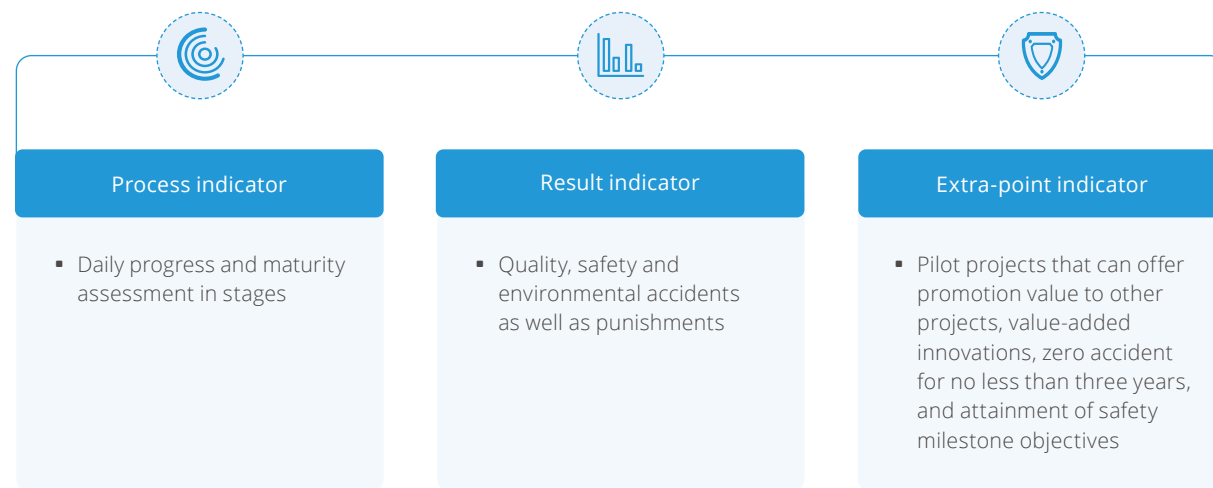 Process indicator
▪ Daily progress and maturity
assessment in stages
Result indicator
▪ Quality, safety and
environmental accidents
as well as punishments
Extra-point indicator
▪ Pilot projects that can offer
promotion value to other
projects, value-added
innovations, zero accident
for no less than three years,
and attainment of safety
milestone objectives